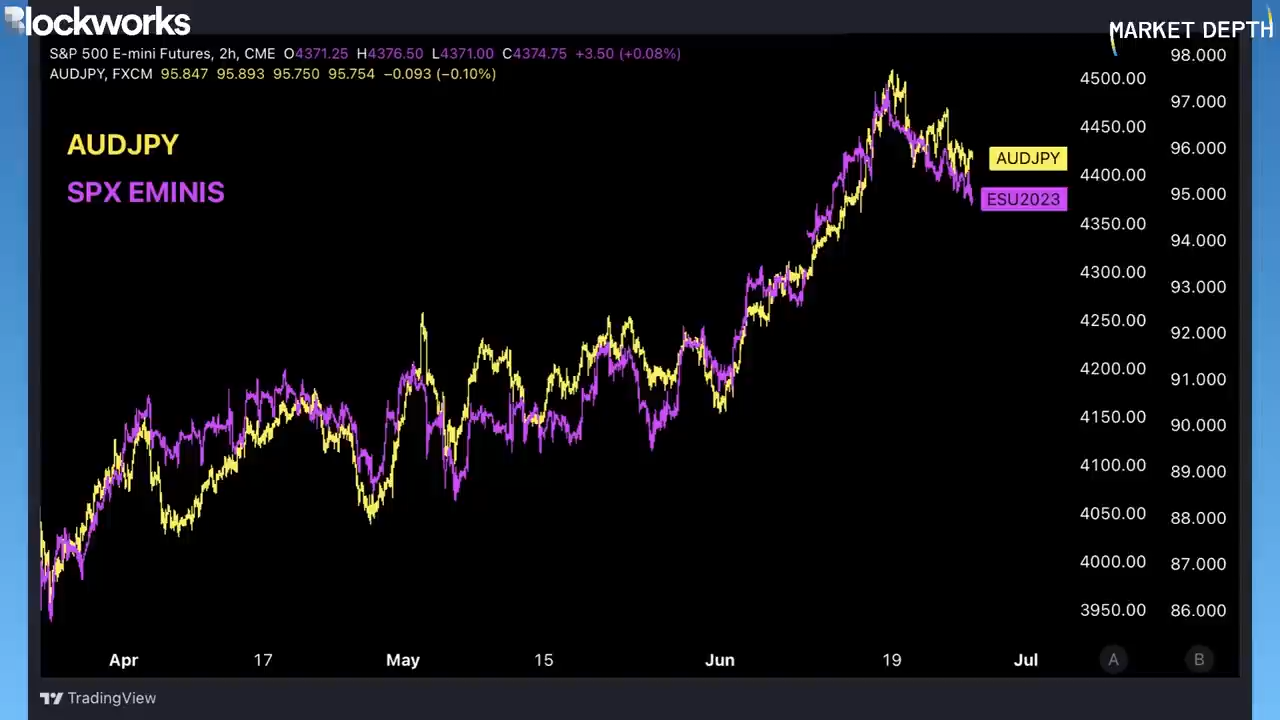 Blockworks
MARKET DEPTH
S&P 500 E-mini Futures, 2h, CME O4371.25 H4376.50 L4371.00 C4374.75 +3.50 (+0.08%)
AUDJPY, FXCM 95.847 95.893 95.750 95.754 −0.093 (−0.10%)
AUDJPY
SPX EMINIS
98.000
4500.00
97.000
4450.00
96.000
AUDJPY
4400.00
95.000
ESU2023
4350.00
94.000
4300.00
93.000
4250.00
92.000
4200.00
91.000
4150.00
90.000
4100.00
89.000
4050.00
88.000
4000.00
87.000
3950.00
86.000
Apr 17 May 15 Jun 19 Jul A B
TradingView